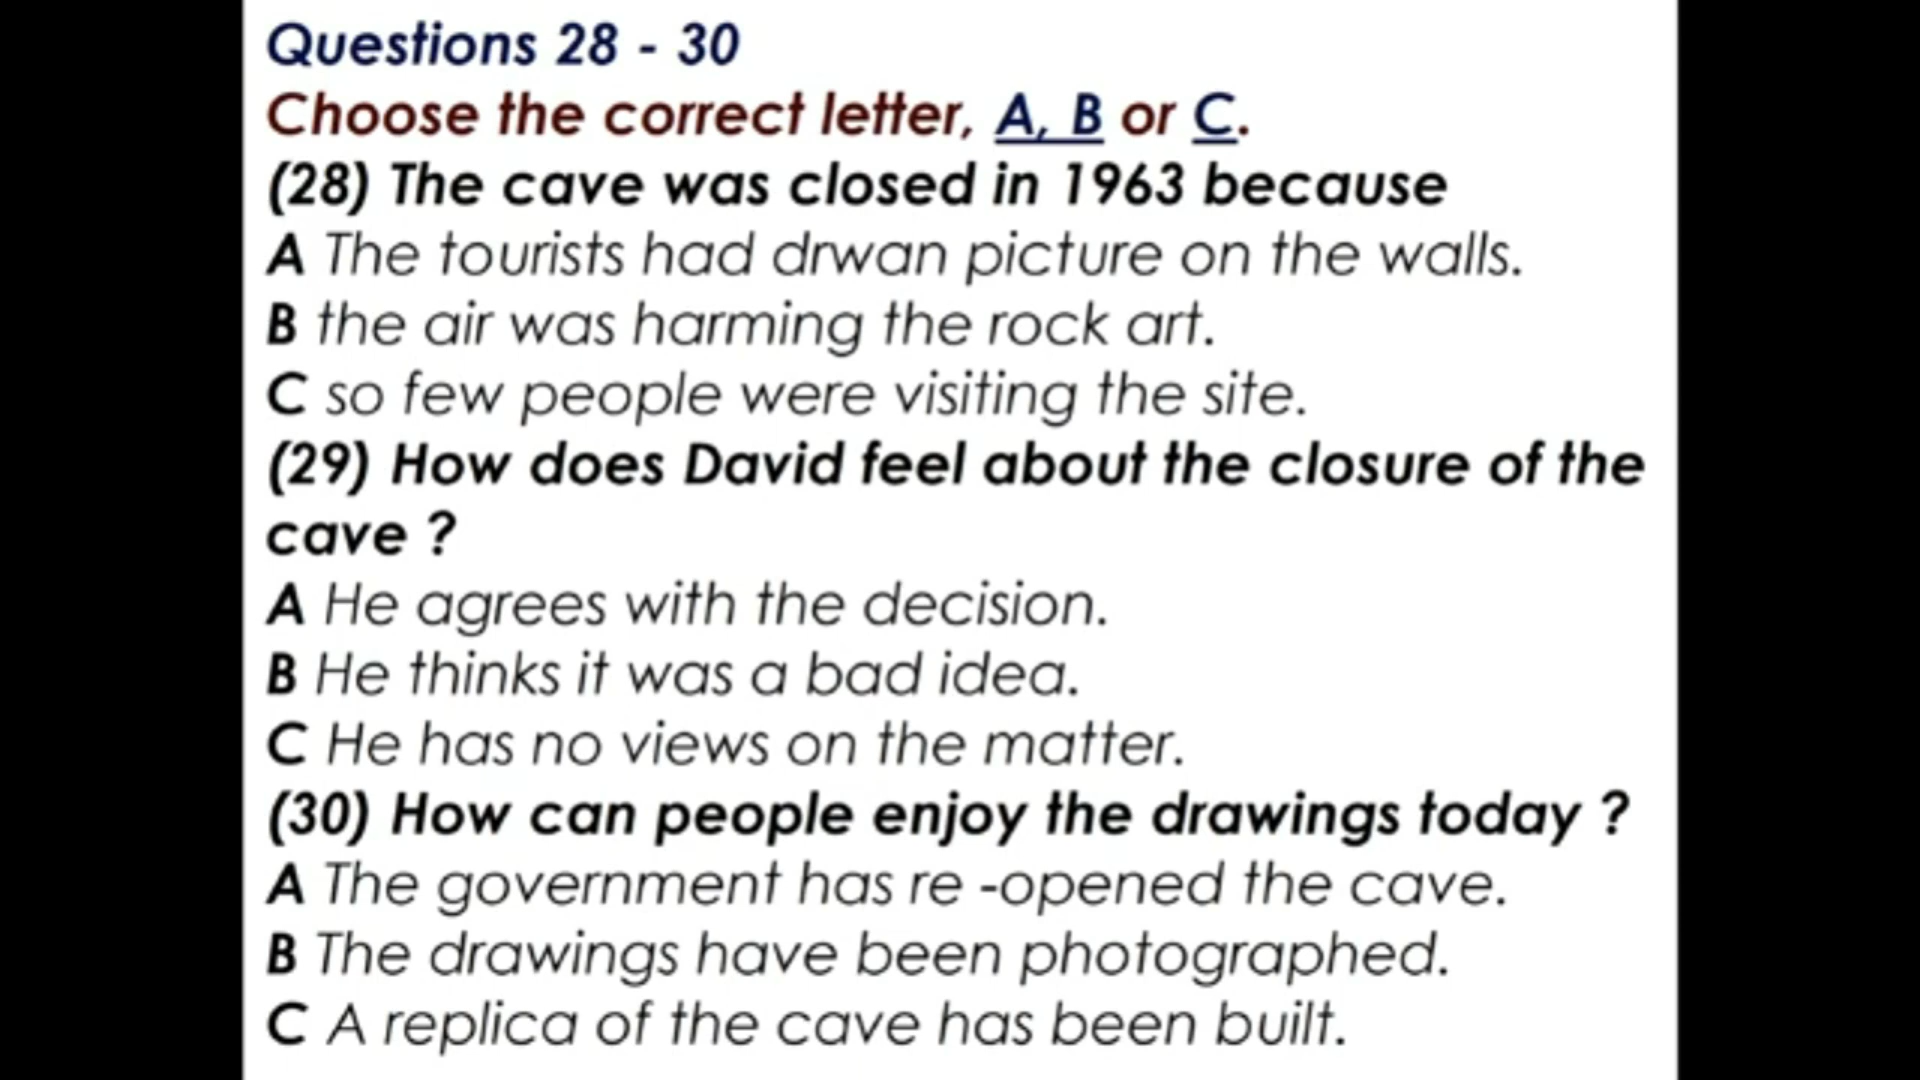 Questions 28 - 30
Choose the correct letter, A, B or C.
(28) The cave was closed in 1963 because
A The tourists had drwan picture on the walls.
B the air was harming the rock art.
C so few people were visiting the site.
(29) How does David feel about the closure of the
cave ?
A He agrees with the decision.
B He thinks it was a bad idea.
C He has no views on the matter.
(30) How can people enjoy the drawings today ?
A The government has re -opened the cave.
B The drawings have been photographed.
C A replica of the cave has been built.